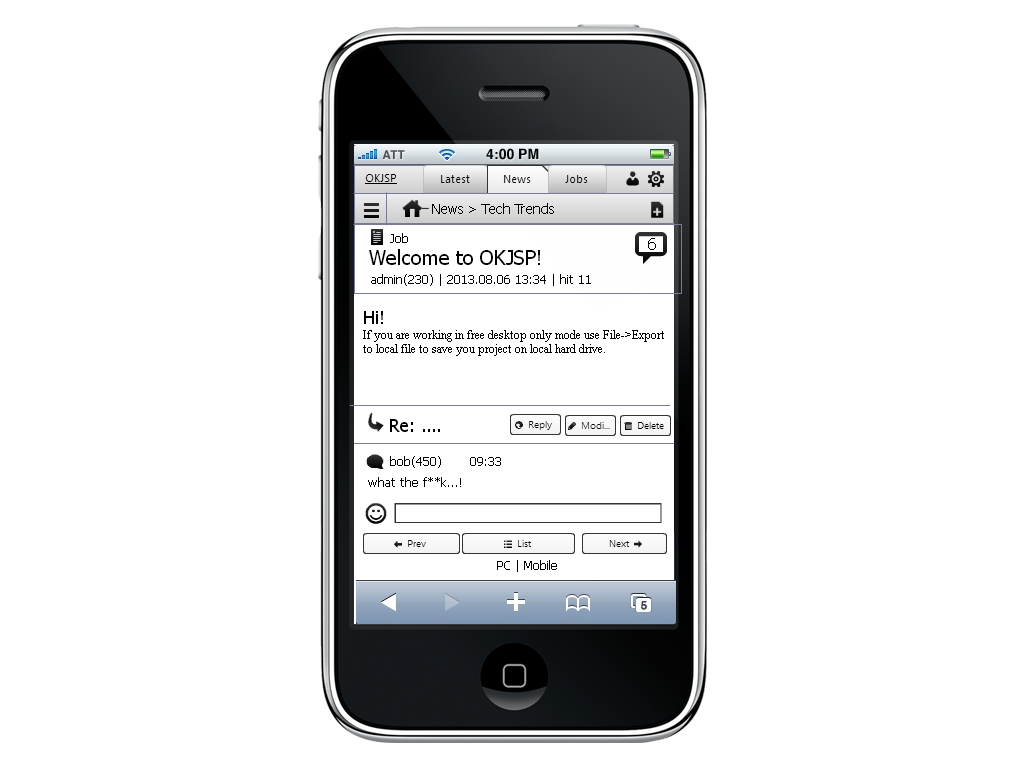 ATT 4:00 PM
OKJSP Latest News Jobs
News > Tech Trends
Job
6
Welcome to OKJSP!
admin(230) | 2013.08.06 13:34 | hit 11
Hi!
If you are working in free desktop only mode use File->Export
to local file to save you project on local hard drive.
Re: .... Reply Modi... Delete
bob(450) 09:33
what the f**k...!
Prev List Next
PC | Mobile
5